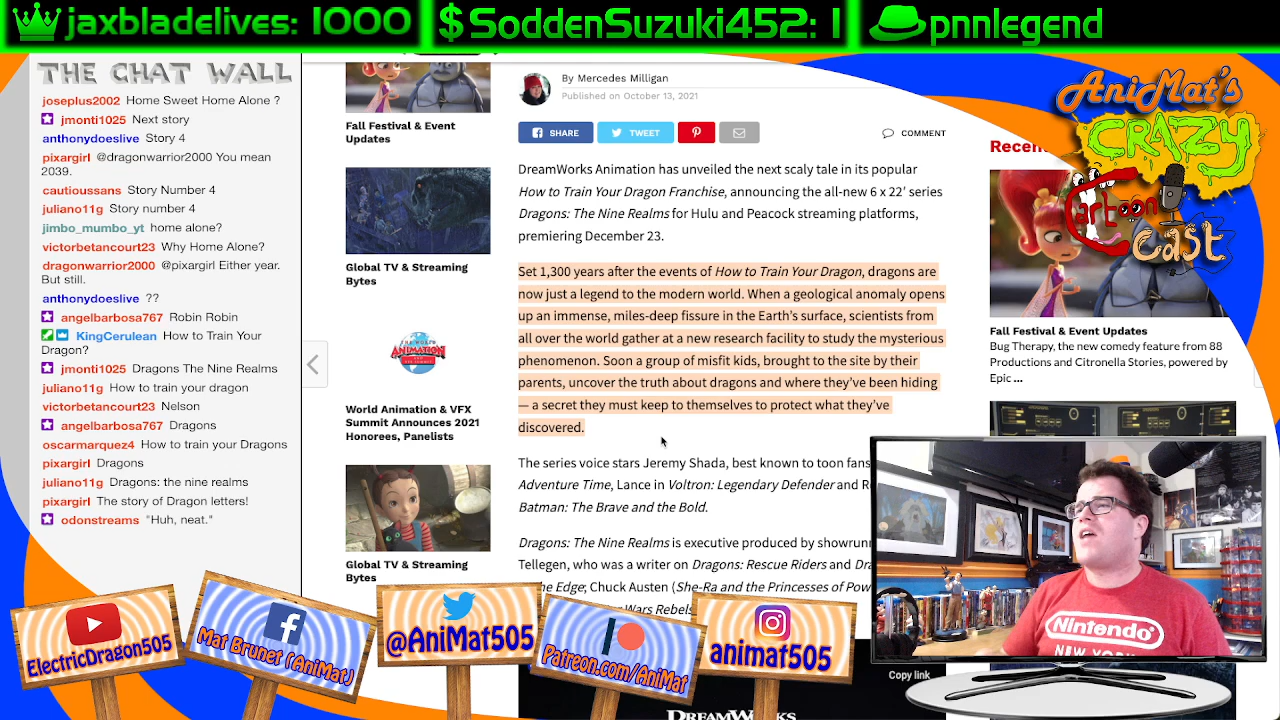 jaxbladelives: 1000
$ SoddenSuzuki452: 1
pnnlegend
THE CHAT WALL
joseplus2002 Home Sweet Home Alone ?
jmonti1025 Next story
anthonydoeslive Story 4
pixargirl @dragonwarrior2000 You mean
2039.
cautioussans Story Number 4
juliano11g Story number 4
jimbo_mumbo_yt home alone?
victorbetancourt23 Why Home Alone?
dragonwarrior2000 @pixargirl Either year.
But still.
anthonydoeslive ??
angelbarbosa767 Robin Robin
KingCerulean How to Train Your
Dragon?
jmonti1025 Dragons The Nine Realms
juliano11g How to train your dragon
victorbetancourt23 Nelson
angelbarbosa767 Dragons
oscarmarquez4 How to train your Dragons
pixargirl Dragons
juliano11g Dragons: the nine realms
pixargirl The story of Dragon letters!
odonstreams "Huh, neat."
Fall Festival & Event
Updates
Global TV & Streaming
Bytes
World Animation & VFX
Summit Announces 2021
Honorees, Panelists
Global TV & Streaming
Bytes
By Mercedes Milligan
Published on October 13, 2021
SHARE
TWEET
COMMENT
DreamWorks Animation has unveiled the next scaly tale in its popular
How to Train Your Dragon Franchise, announcing the all-new 6 x 22' series
Dragons: The Nine Realms for Hulu and Peacock streaming platforms,
premiering December 23.
Set 1,300 years after the events of How to Train Your Dragon, dragons are
now just a legend to the modern world. When a geological anomaly opens
up an immense, miles-deep fissure in the Earth's surface, scientists from
all over the world gather at a new research facility to study the mysterious
phenomenon. Soon a group of misfit kids, brought to the site by their
parents, uncover the truth about dragons and where they've been hiding
— a secret they must keep to themselves to protect what they've
discovered.
The series voice stars Jeremy Shada, best known to toon fans
Adventure Time, Lance in Voltron: Legendary Defender and
Batman: The Brave and the Bold.
Dragons: The Nine Realms is executive produced by showrun
Tellegen, who was a writer on Dragons: Rescue Riders and
the Edge; Chuck Austen (She-Ra and the Princesses of
Wars Rebels
Copy link
DREAMWORKS
AniMat's
CRAZY
Cartoon
Cast
Recen
Fall Festival & Event Updates
Bug Therapy, the new comedy feature from 88
Productions and Citronella Stories, powered by
Epic ...
Nintendo
NEW YORK
ElectricDragon505
Mat Brunet (AniMat)
@AniMat505
Patreon.com/AniMat
animat505